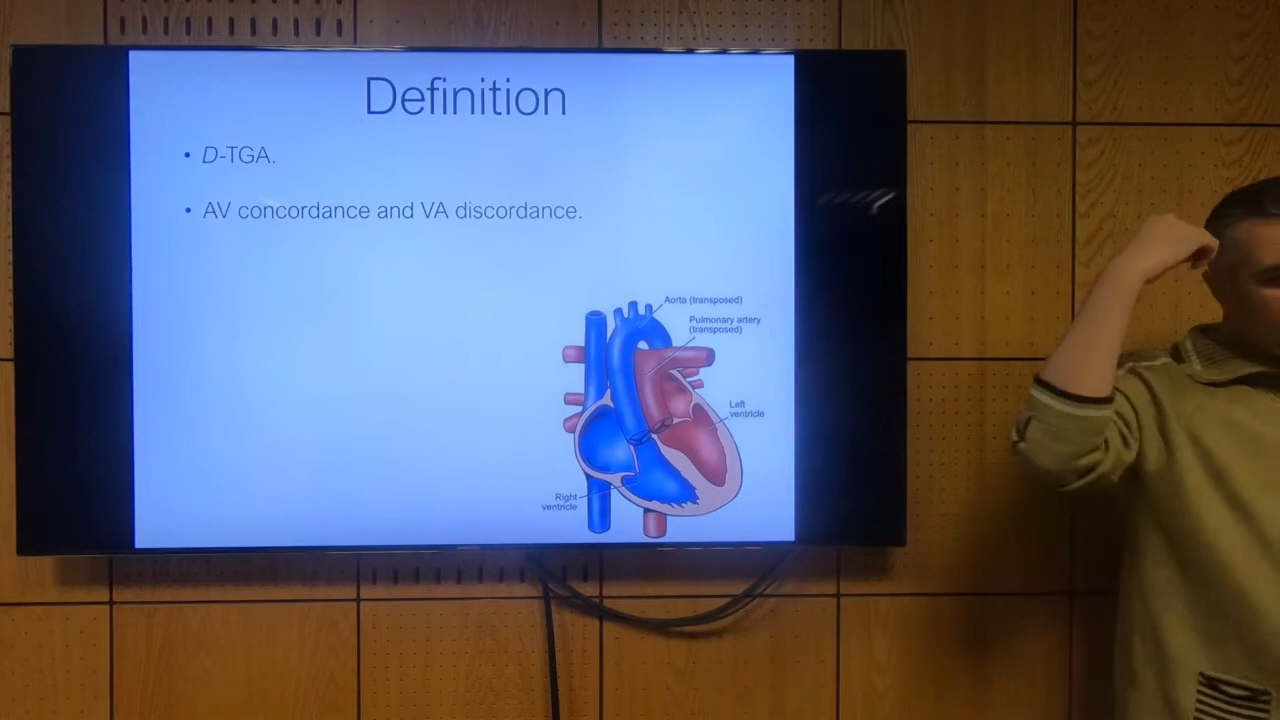 Definition
• D-TGA.
• AV concordance and VA discordance.
Aorta (transposed)
Pulmonary artery
(transposed)
Left
ventricle
Right
ventricle